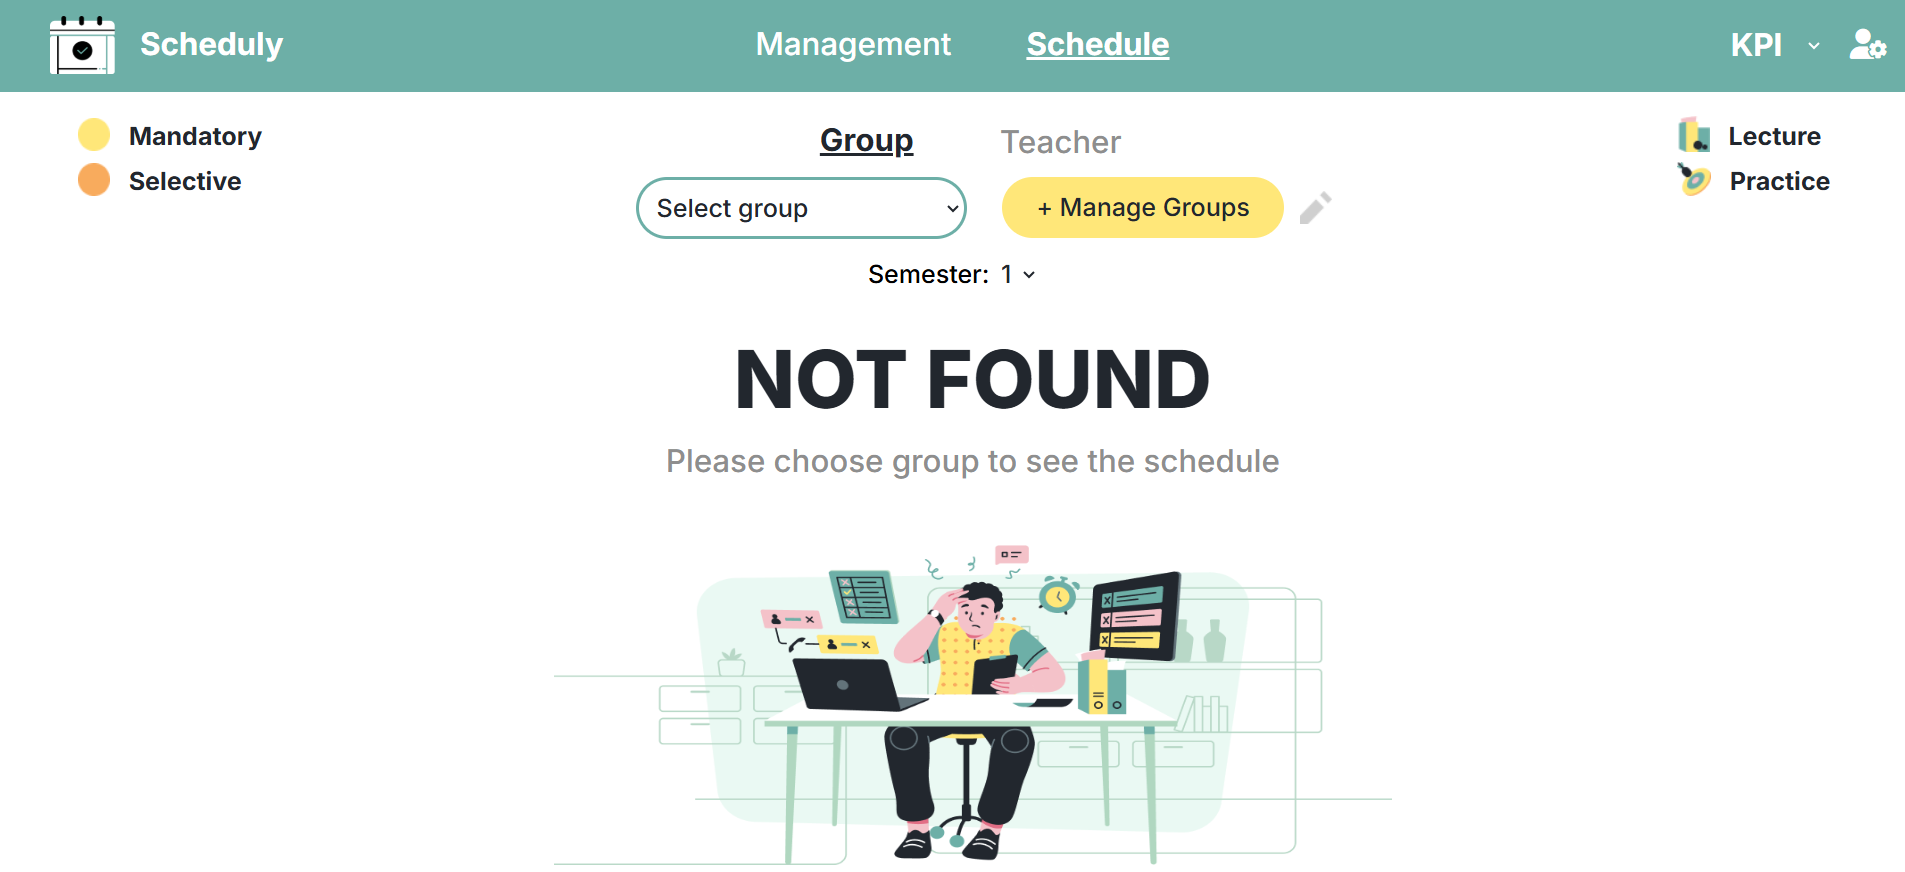 Scheduly
Management
Schedule
KPI
Mandatory
Selective
Group
Teacher
Lecture
Practice
Select group
+ Manage Groups
Semester: 1
NOT FOUND
Please choose group to see the schedule